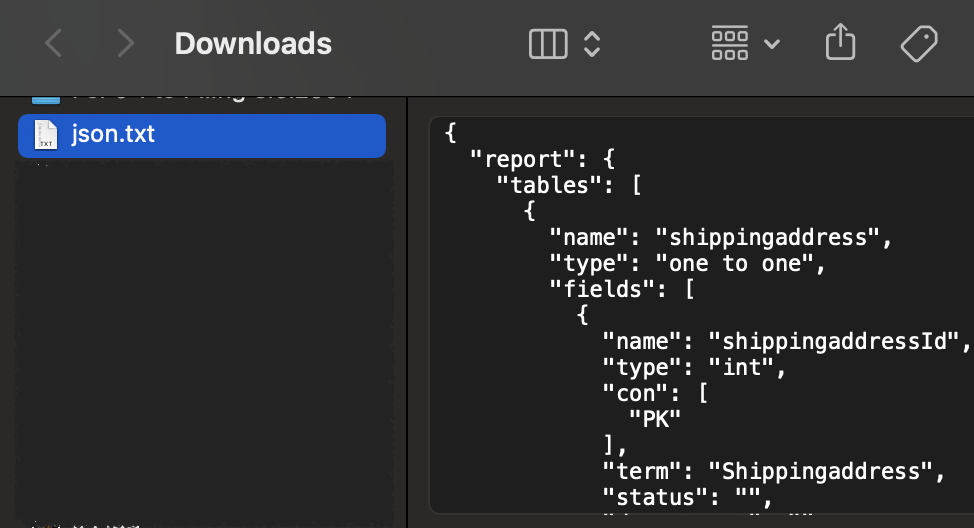 Downloads
json.txt
{
"report": {
"tables": [
{
"name": "shippingaddress",
"type": "one to one",
"fields": [
{
"name": "shippingaddressId",
"type": "int",
"con": [
"PK"
],
"term": "Shippingaddress",
"status": "",